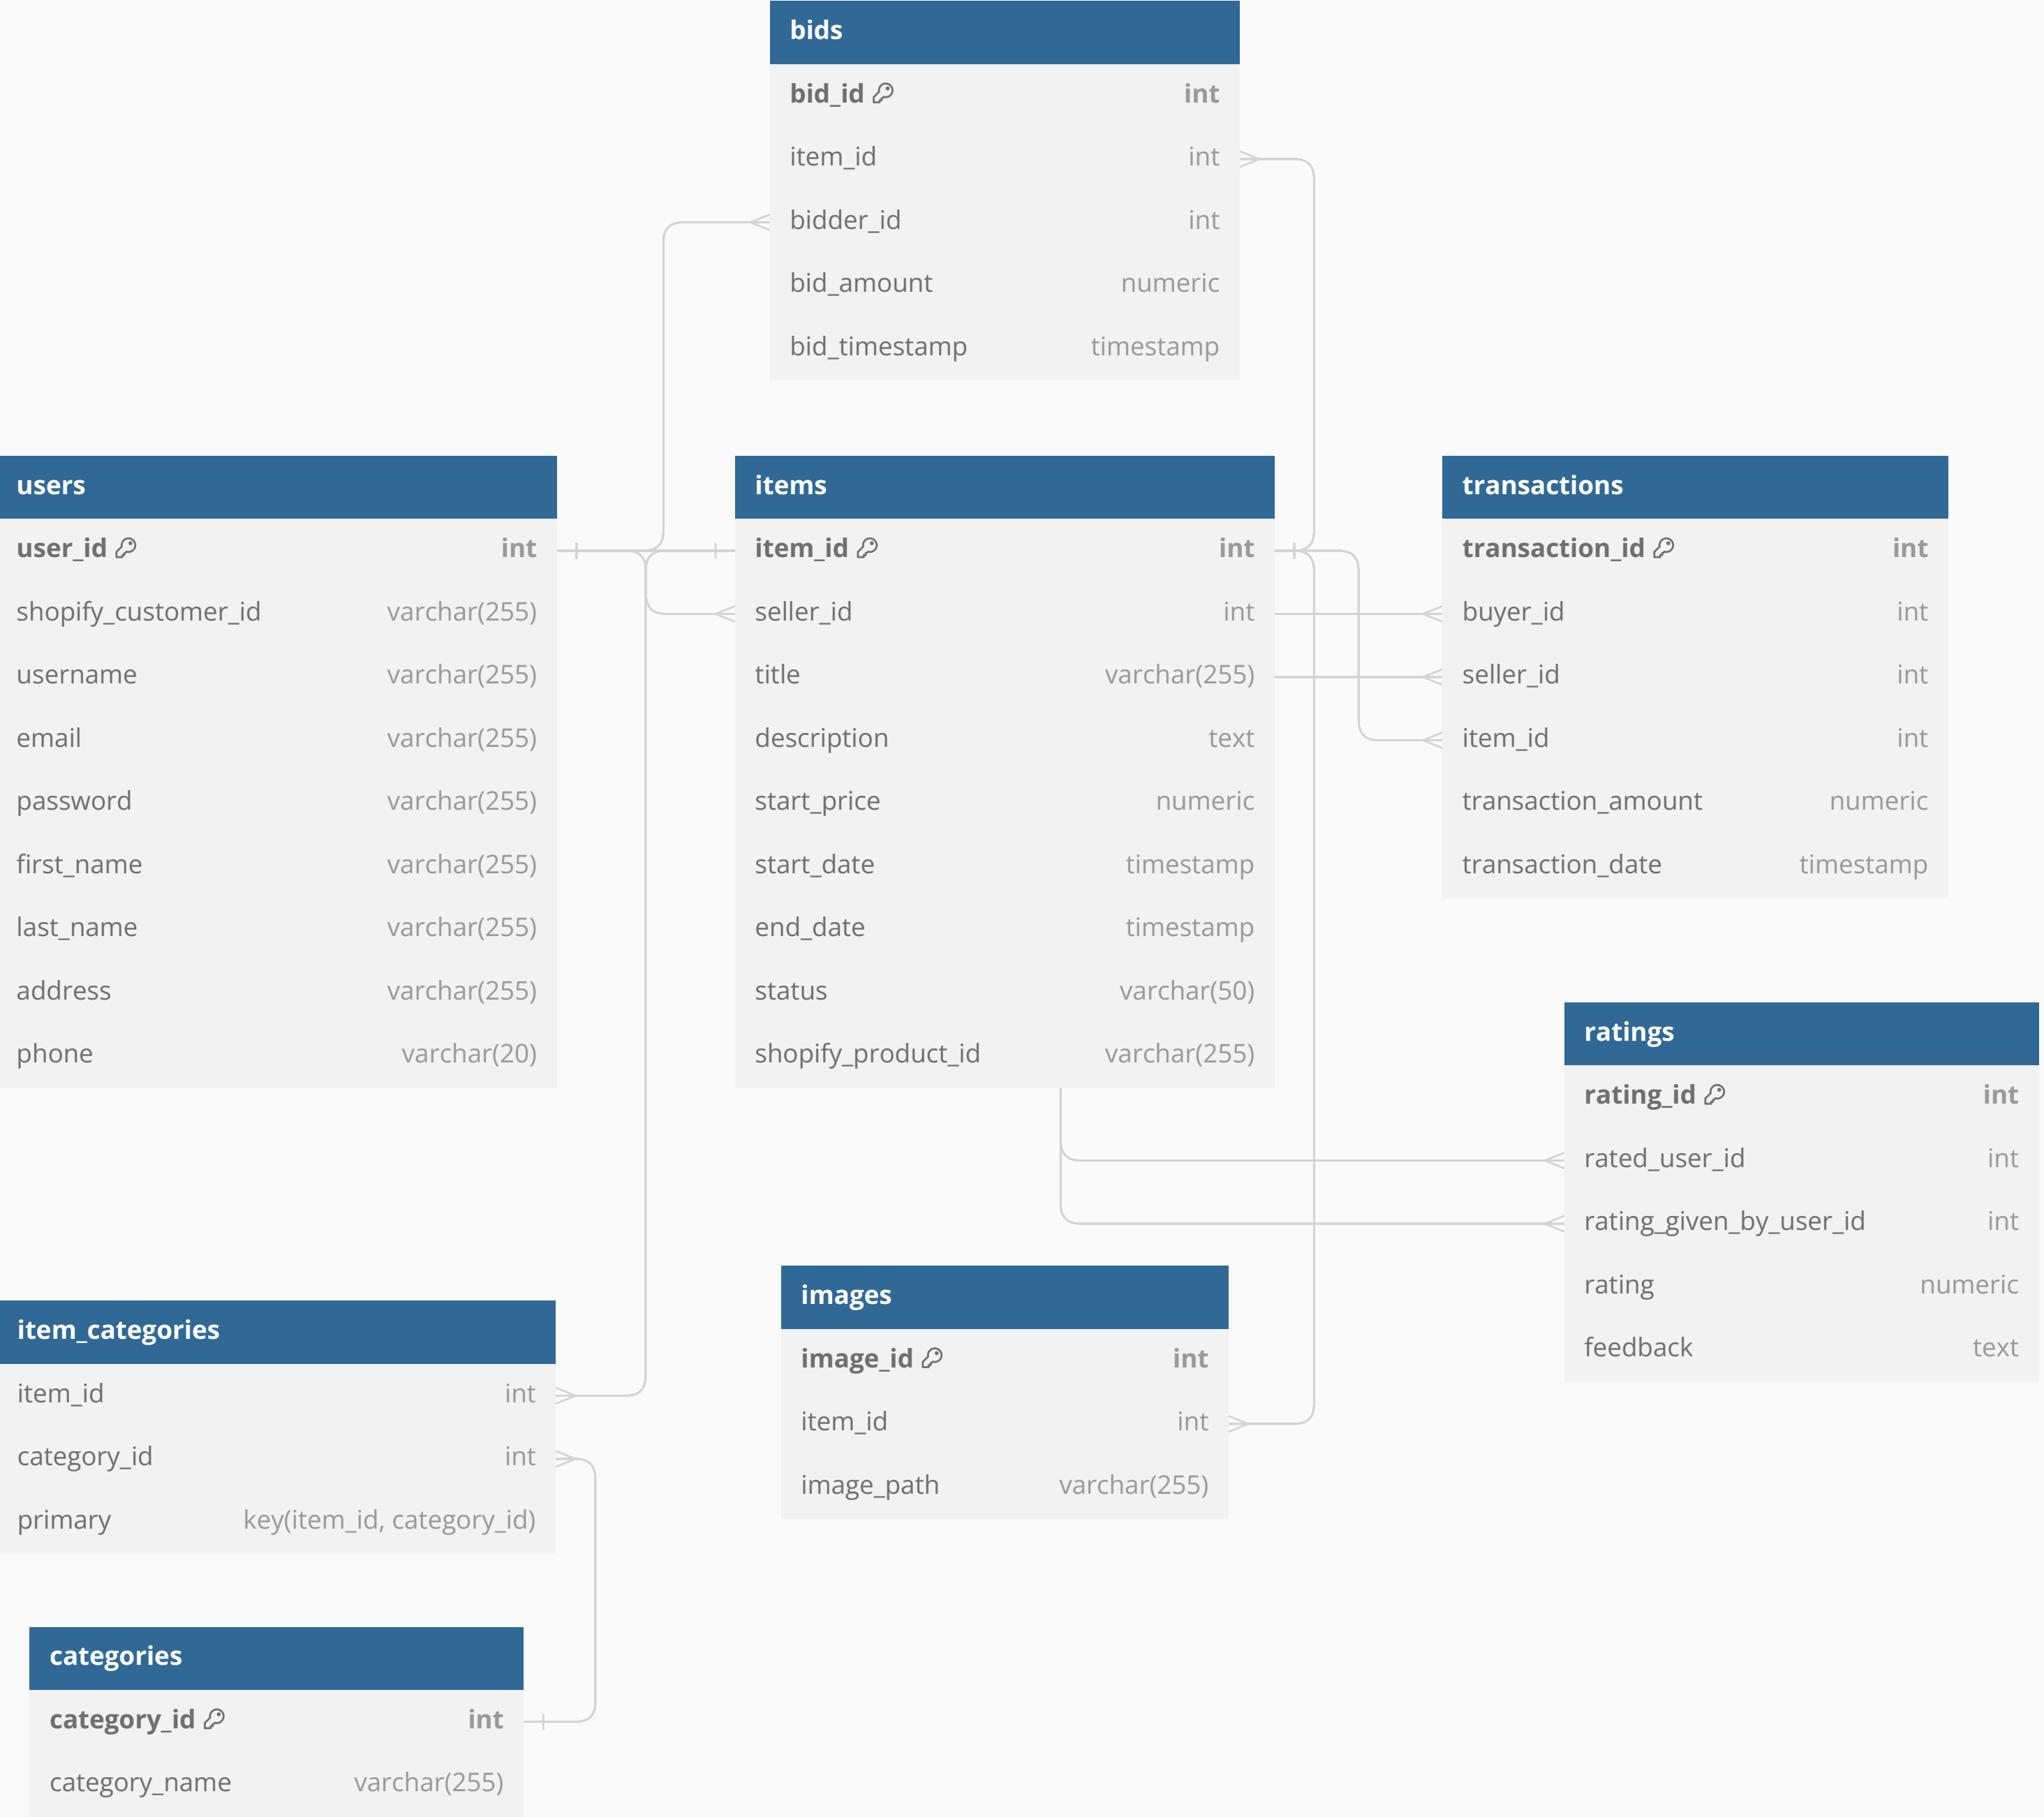 bids
bid_id int
item_id int
bidder_id int
bid_amount numeric
bid_timestamp timestamp
users
user_id int
shopify_customer_id varchar(255)
username varchar(255)
email varchar(255)
password varchar(255)
first_name varchar(255)
last_name varchar(255)
address varchar(255)
phone varchar(20)
items
item_id int
seller_id int
title varchar(255)
description text
start_price numeric
start_date timestamp
end_date timestamp
status varchar(50)
shopify_product_id varchar(255)
transactions
transaction_id int
buyer_id int
seller_id int
item_id int
transaction_amount numeric
transaction_date timestamp
ratings
rating_id int
rated_user_id int
rating_given_by_user_id int
rating numeric
feedback text
images
image_id int
item_id int
image_path varchar(255)
item_categories
item_id int
category_id int
primary key(item_id, category_id)
categories
category_id int
category_name varchar(255)